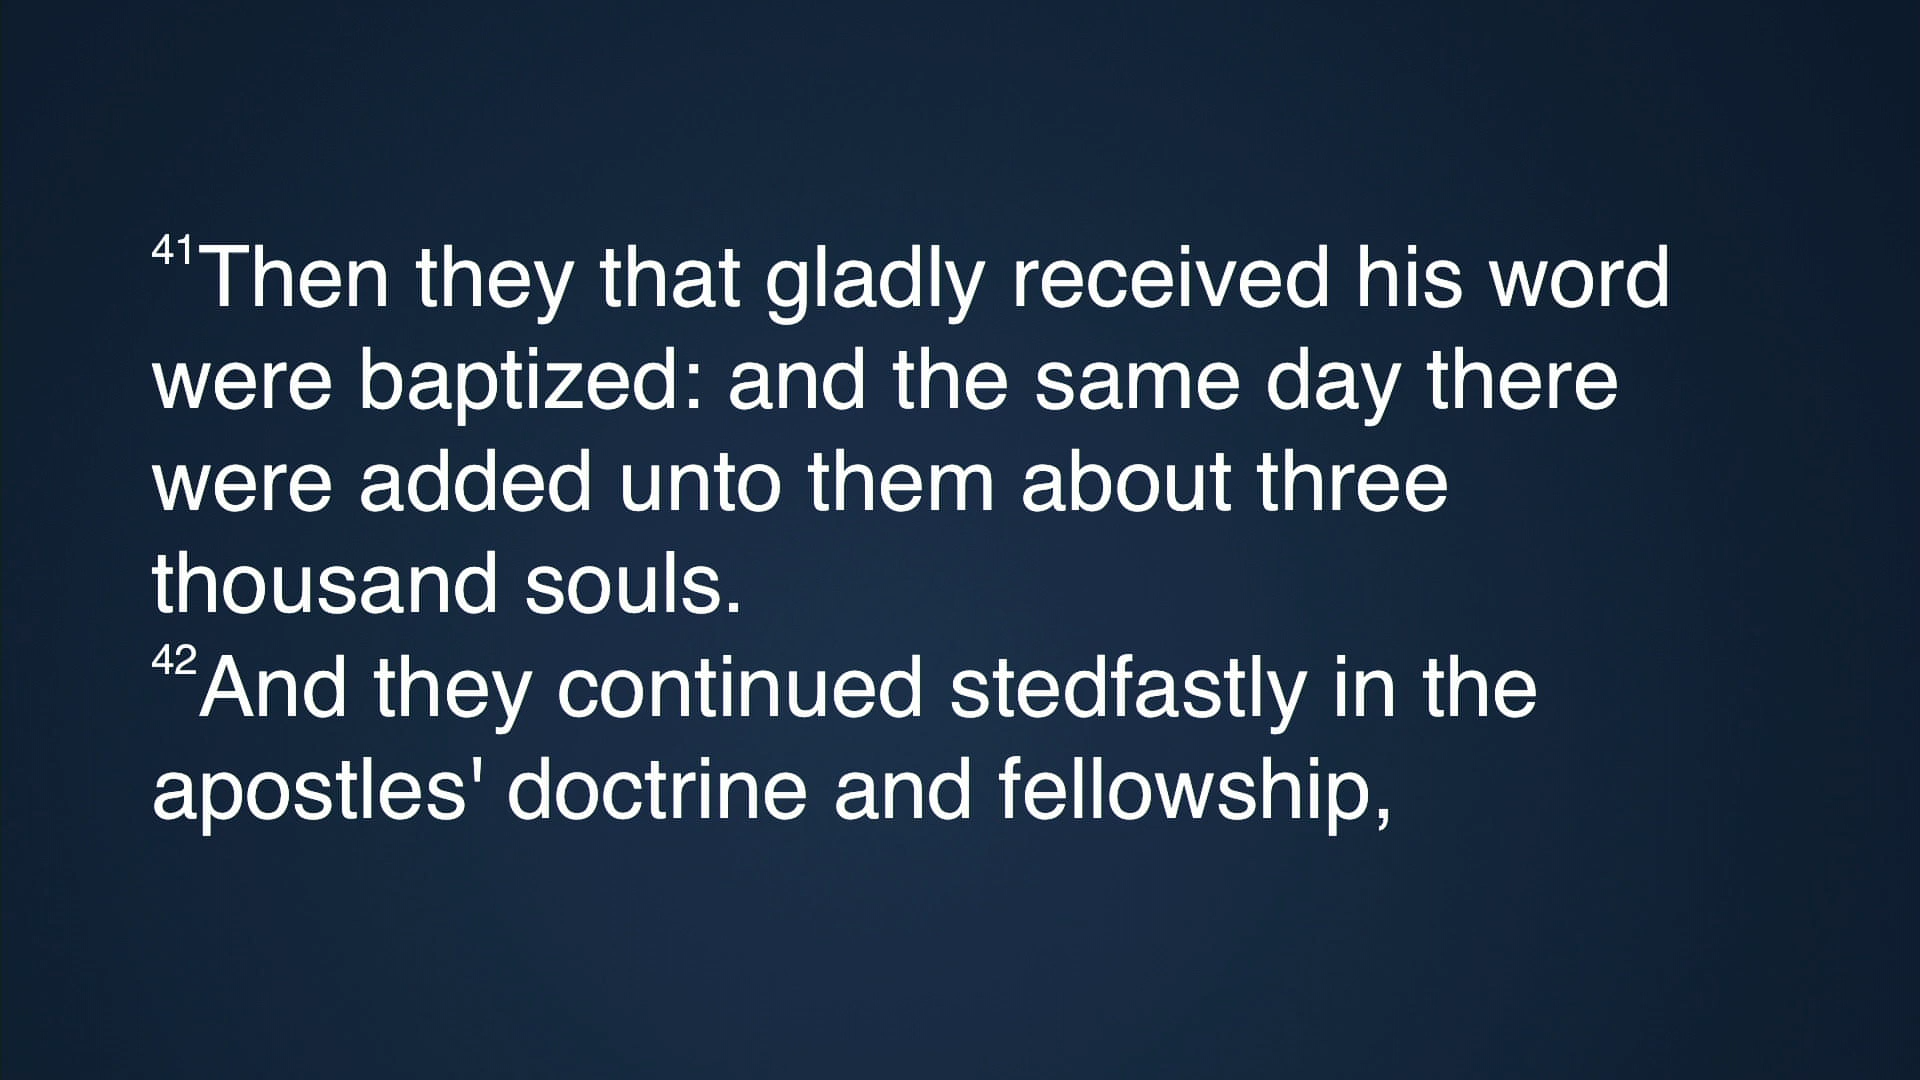 41Then they that gladly received his word
were baptized: and the same day there
were added unto them about three
thousand souls.
42And they continued stedfastly in the
apostles' doctrine and fellowship,